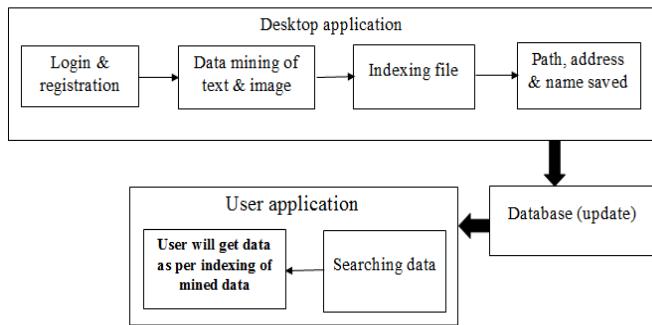 Desktop application
Login &
registration
Data mining of
text & image
Indexing file
Path, address
& name saved
Database (update)
User application
User will get data
as per indexing of
mined data
Searching data